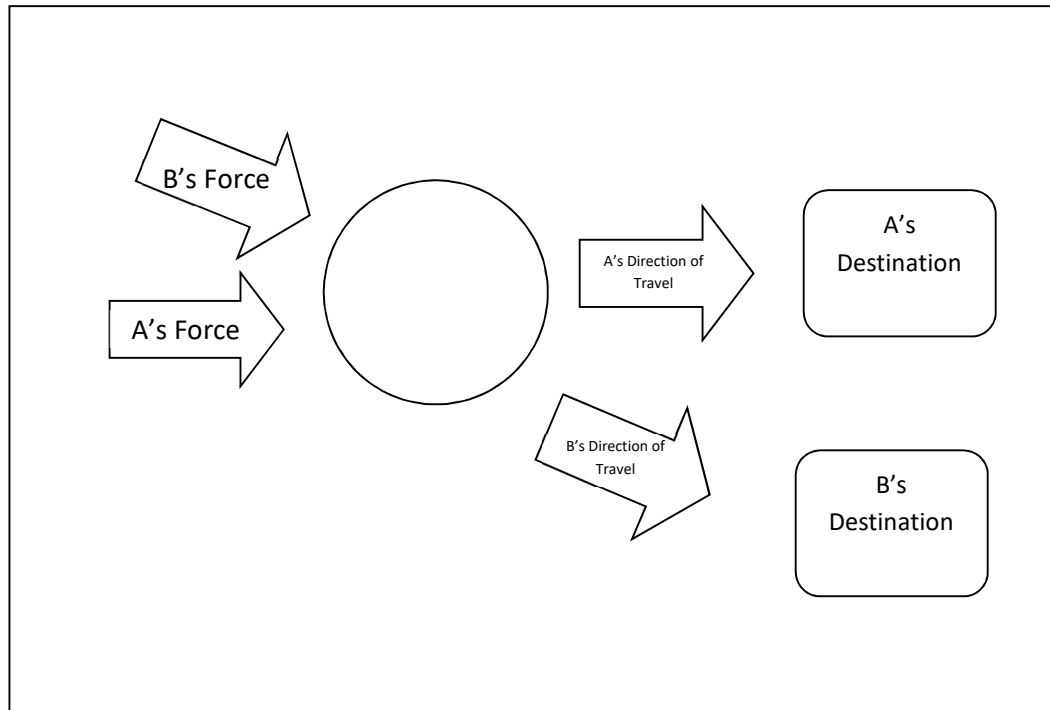 B’s Force
A’s Force
A’s Direction of
Travel
A’s
Destination
B’s Direction of
Travel
B’s
Destination